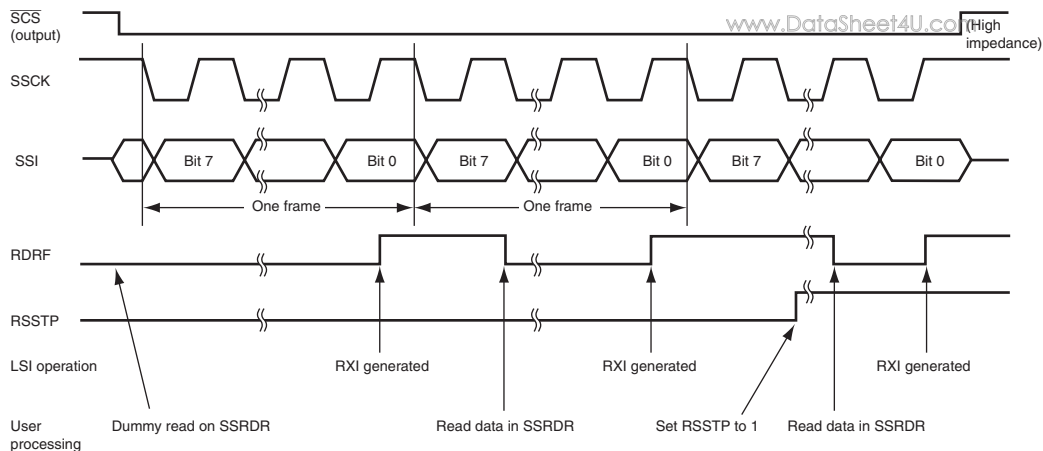 SCS
(output)
www.DataSheet4U.com
(High
impedance)
SSCK
SSI
Bit 7
Bit 0
Bit 7
Bit 0
Bit 7
Bit 0
One frame
One frame
RDRF
RSSTP
LSI operation
RXI generated
RXI generated
RXI generated
User
processing
Dummy read on SSRDR
Read data in SSRDR
Set RSSTP to 1
Read data in SSRDR